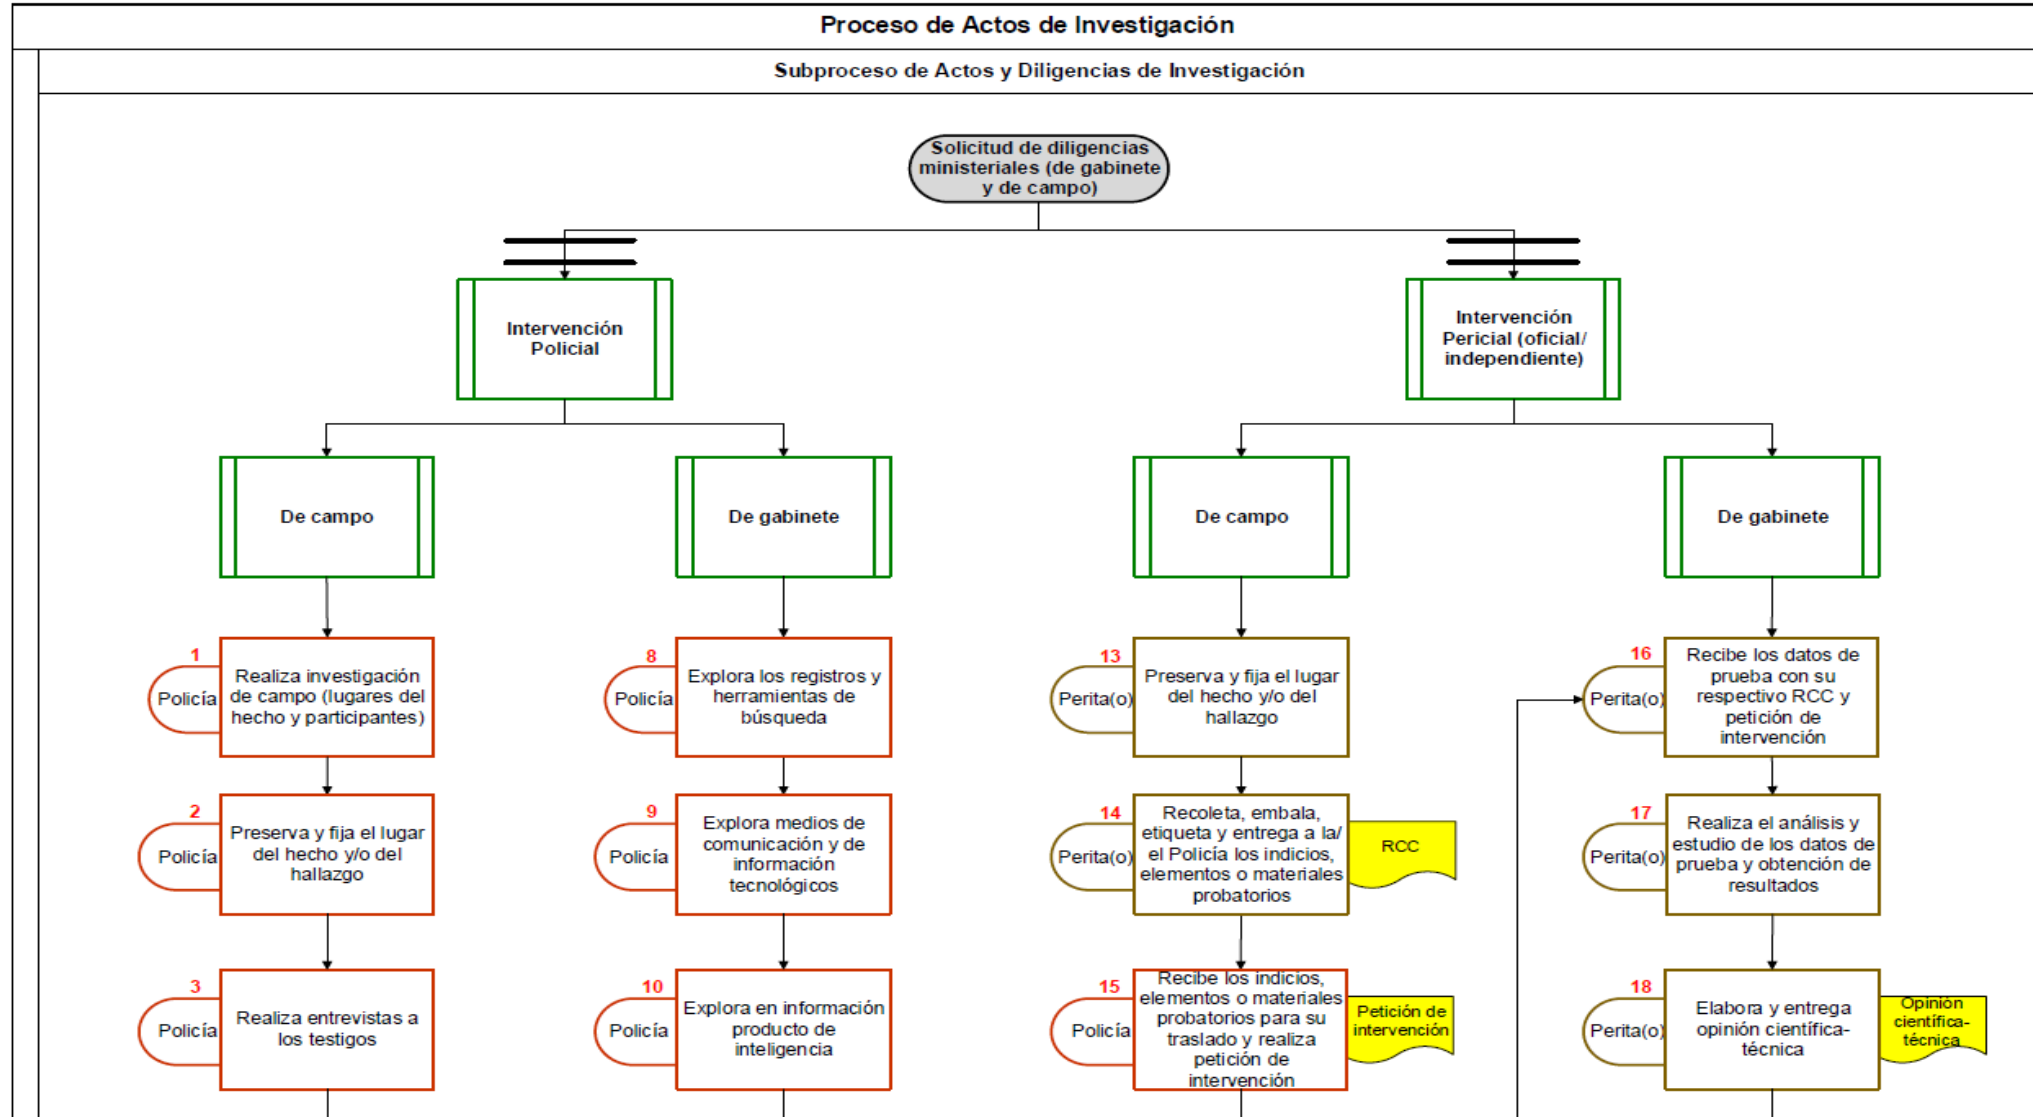 Proceso de Actos de Investigación
Subproceso de Actos y Diligencias de Investigación
Solicitud de diligencias
ministeriales (de gabinete
y de campo)
Intervención
Policial
Intervención
Pericial (oficial/
independiente)
De campo
De gabinete
De campo
De gabinete
1
Policía
Realiza investigación
de campo (lugares del
hecho y participantes)
8
Policía
Explora los registros y
herramientas de
búsqueda
13
Perita(o)
Preserva y fija el lugar
del hecho y/o del
hallazgo
16
Perita(o)
Recibe los datos de
prueba con su
respectivo RCC y
petición de
intervención
2
Policía
Preserva y fija el lugar
del hecho y/o del
hallazgo
9
Policía
Explora medios de
comunicación y de
información
tecnológicos
14
Perita(o)
Recoleta, embala,
etiqueta y entrega a la/
el Policía los indicios,
elementos o materiales
probatorios
RCC
17
Perita(o)
Realiza el análisis y
estudio de los datos de
prueba y obtención de
resultados
3
Policía
Realiza entrevistas a
los testigos
10
Policía
Explora en información
producto de
inteligencia
15
Policía
Recibe los indicios,
elementos o materiales
probatorios para su
traslado y realiza
petición de
intervención
Petición de
intervención
18
Perita(o)
Elabora y entrega
opinión científica-
técnica
Opinión
científica-
técnica